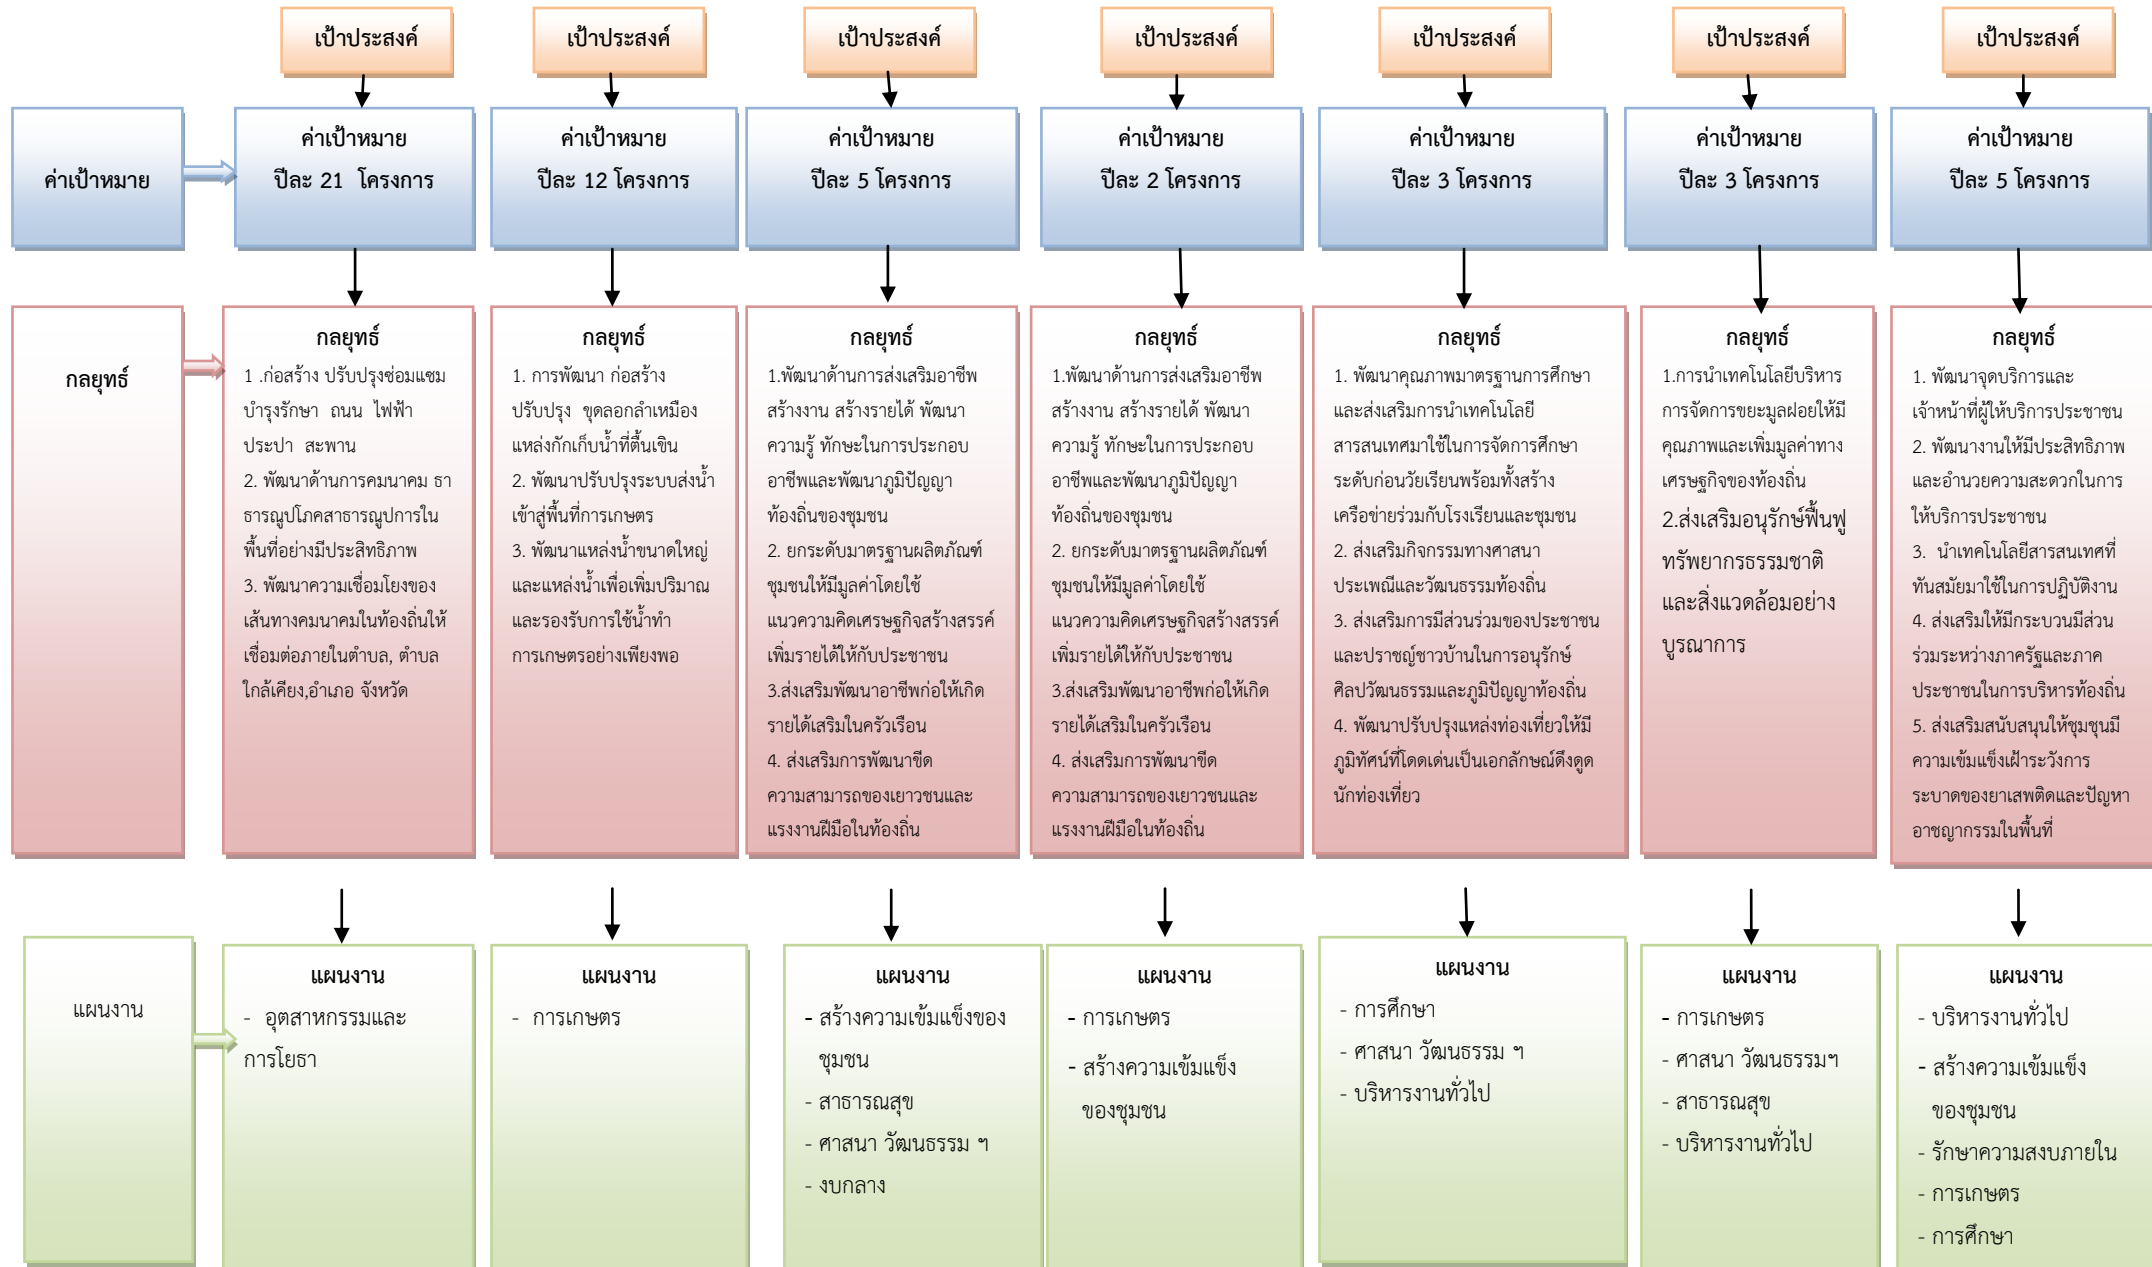 เป้าประสงค์
เป้าประสงค์
เป้าประสงค์
เป้าประสงค์
เป้าประสงค์
เป้าประสงค์
เป้าประสงค์
ค่าเป้าหมาย
ค่าเป้าหมาย
ปีละ 21 โครงการ
ค่าเป้าหมาย
ปีละ 12 โครงการ
ค่าเป้าหมาย
ปีละ 5 โครงการ
ค่าเป้าหมาย
ปีละ 2 โครงการ
ค่าเป้าหมาย
ปีละ 3 โครงการ
ค่าเป้าหมาย
ปีละ 3 โครงการ
ค่าเป้าหมาย
ปีละ 5 โครงการ
กลยุทธ์
กลยุทธ์
1 .ก่อสร้าง ปรับปรุงซ่อมแซม
บำรุงรักษา ถนน ไฟฟ้า
ประปา สะพาน
2. พัฒนาด้านการคมนาคม ธา
ธารณูปโภคสาธารณูปการใน
พื้นที่อย่างมีประสิทธิภาพ
3. พัฒนาความเชื่อมโยงของ
เส้นทางคมนาคมในท้องถิ่นให้
เชื่อมต่อภายในตำบล, ตำบล
ใกล้เคียง,อำเภอ จังหวัด
กลยุทธ์
1. การพัฒนา ก่อสร้าง
ปรับปรุง ขุดลอกลำเหมือง
แหล่งกักเก็บน้ำที่ตื้นเขิน
2. พัฒนาปรับปรุงระบบส่งน้ำ
เข้าสู่พื้นที่การเกษตร
3. พัฒนาแหล่งน้ำขนาดใหญ่
และแหล่งน้ำเพื่อเพิ่มปริมาณ
และรองรับการใช้น้ำทำ
การเกษตรอย่างเพียงพอ
กลยุทธ์
1.พัฒนาด้านการส่งเสริมอาชีพ
สร้างงาน สร้างรายได้ พัฒนา
ความรู้ ทักษะในการประกอบ
อาชีพและพัฒนาภูมิปัญญา
ท้องถิ่นของชุมชน
2. ยกระดับมาตรฐานผลิตภัณฑ์
ชุมชนให้มีมูลค่าโดยใช้
แนวความคิดเศรษฐกิจสร้างสรรค์
เพิ่มรายได้ให้กับประชาชน
3.ส่งเสริมพัฒนาอาชีพก่อให้เกิด
รายได้เสริมในครัวเรือน
4. ส่งเสริมการพัฒนาขีด
ความสามารถของเยาวชนและ
แรงงานฝีมือในท้องถิ่น
กลยุทธ์
1.พัฒนาด้านการส่งเสริมอาชีพ
สร้างงาน สร้างรายได้ พัฒนา
ความรู้ ทักษะในการประกอบ
อาชีพและพัฒนาภูมิปัญญา
ท้องถิ่นของชุมชน
2. ยกระดับมาตรฐานผลิตภัณฑ์
ชุมชนให้มีมูลค่าโดยใช้
แนวความคิดเศรษฐกิจสร้างสรรค์
เพิ่มรายได้ให้กับประชาชน
3.ส่งเสริมพัฒนาอาชีพก่อให้เกิด
รายได้เสริมในครัวเรือน
4. ส่งเสริมการพัฒนาขีด
ความสามารถของเยาวชนและ
แรงงานฝีมือในท้องถิ่น
กลยุทธ์
1. พัฒนาคุณภาพมาตรฐานการศึกษา
และส่งเสริมการนำเทคโนโลยี
สารสนเทศมาใช้ในการจัดการศึกษา
ระดับก่อนวัยเรียนพร้อมทั้งสร้าง
เครือข่ายร่วมกับโรงเรียนและชุมชน
2. ส่งเสริมกิจกรรมทางศาสนา
ประเพณีและวัฒนธรรมท้องถิ่น
3. ส่งเสริมการมีส่วนร่วมของประชาชน
และปราชญ์ชาวบ้านในการอนุรักษ์
ศิลปวัฒนธรรมและภูมิปัญญาท้องถิ่น
4. พัฒนาปรับปรุงแหล่งท่องเที่ยวให้มี
ภูมิทัศน์ที่โดดเด่นเป็นเอกลักษณ์ดึงดูด
นักท่องเที่ยว
กลยุทธ์
1.การนำเทคโนโลยีบริหาร
การจัดการขยะมูลฝอยให้มี
คุณภาพและเพิ่มมูลค่าทาง
เศรษฐกิจของท้องถิ่น
2.ส่งเสริมอนุรักษ์ฟื้นฟู
ทรัพยากรธรรมชาติ
และสิ่งแวดล้อมอย่าง
บูรณาการ
กลยุทธ์
1. พัฒนาจุดบริการและ
เจ้าหน้าที่ผู้ให้บริการประชาชน
2. พัฒนางานให้มีประสิทธิภาพ
และอำนวยความสะดวกในการ
ให้บริการประชาชน
3. นำเทคโนโลยีสารสนเทศที่
ทันสมัยมาใช้ในการปฏิบัติงาน
4. ส่งเสริมให้มีกระบวนมีส่วน
ร่วมระหว่างภาครัฐและภาค
ประชาชนในการบริหารท้องถิ่น
5. ส่งเสริมสนับสนุนให้ชุมชุนมี
ความเข้มแข็งเฝ้าระวังการ
ระบาดของยาเสพติดและปัญหา
อาชญากรรมในพื้นที่
แผนงาน
แผนงาน
- อุตสาหกรรมและ
การโยธา
แผนงาน
- การเกษตร
แผนงาน
- สร้างความเข้มแข็งของ
ชุมชน
- สาธารณสุข
- ศาสนา วัฒนธรรม ฯ
- งบกลาง
แผนงาน
- การเกษตร
- สร้างความเข้มแข็ง
ของชุมชน
แผนงาน
- การศึกษา
- ศาสนา วัฒนธรรม ฯ
- บริหารงานทั่วไป
แผนงาน
- การเกษตร
- ศาสนา วัฒนธรรมฯ
- สาธารณสุข
- บริหารงานทั่วไป
แผนงาน
- บริหารงานทั่วไป
- สร้างความเข้มแข็ง
ของชุมชน
- รักษาความสงบภายใน
- การเกษตร
- การศึกษา